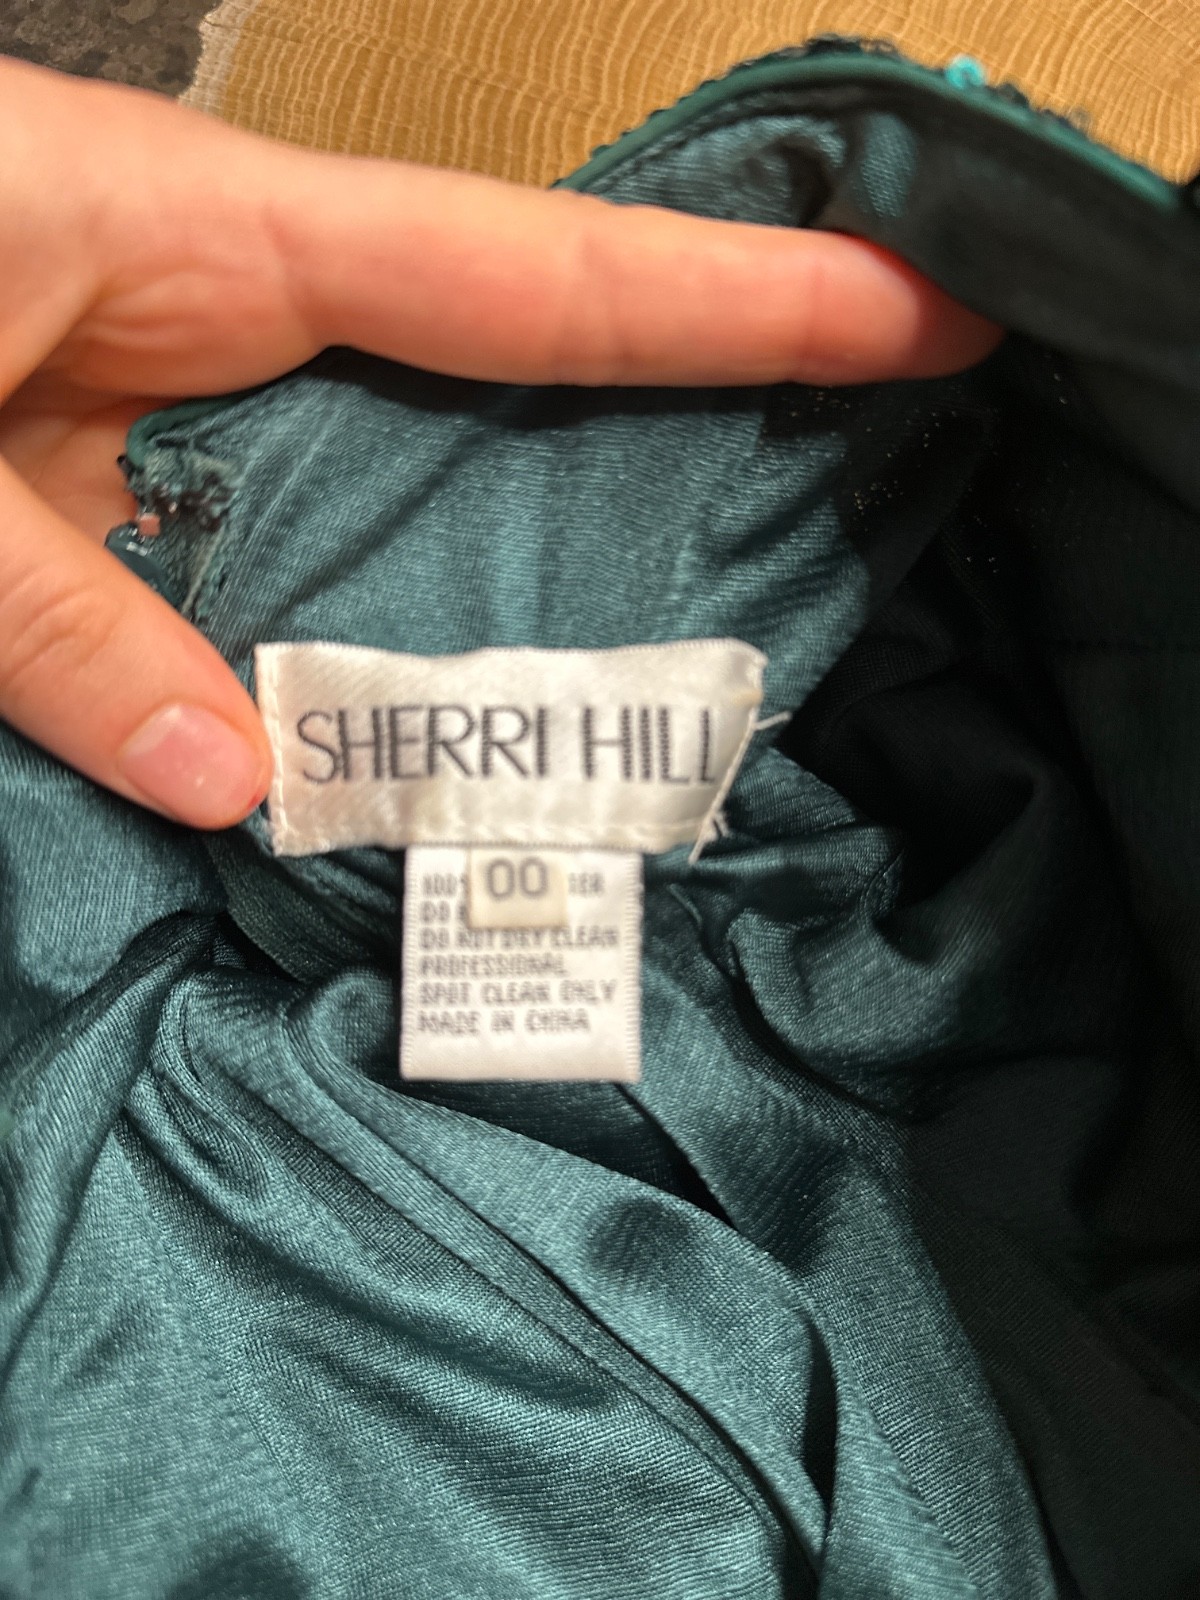 SHERRI HILL
00
DO NOT DRY CLEAN
PROFESSIONAL
SPOT CLEAN ONLY
MADE IN CHINA